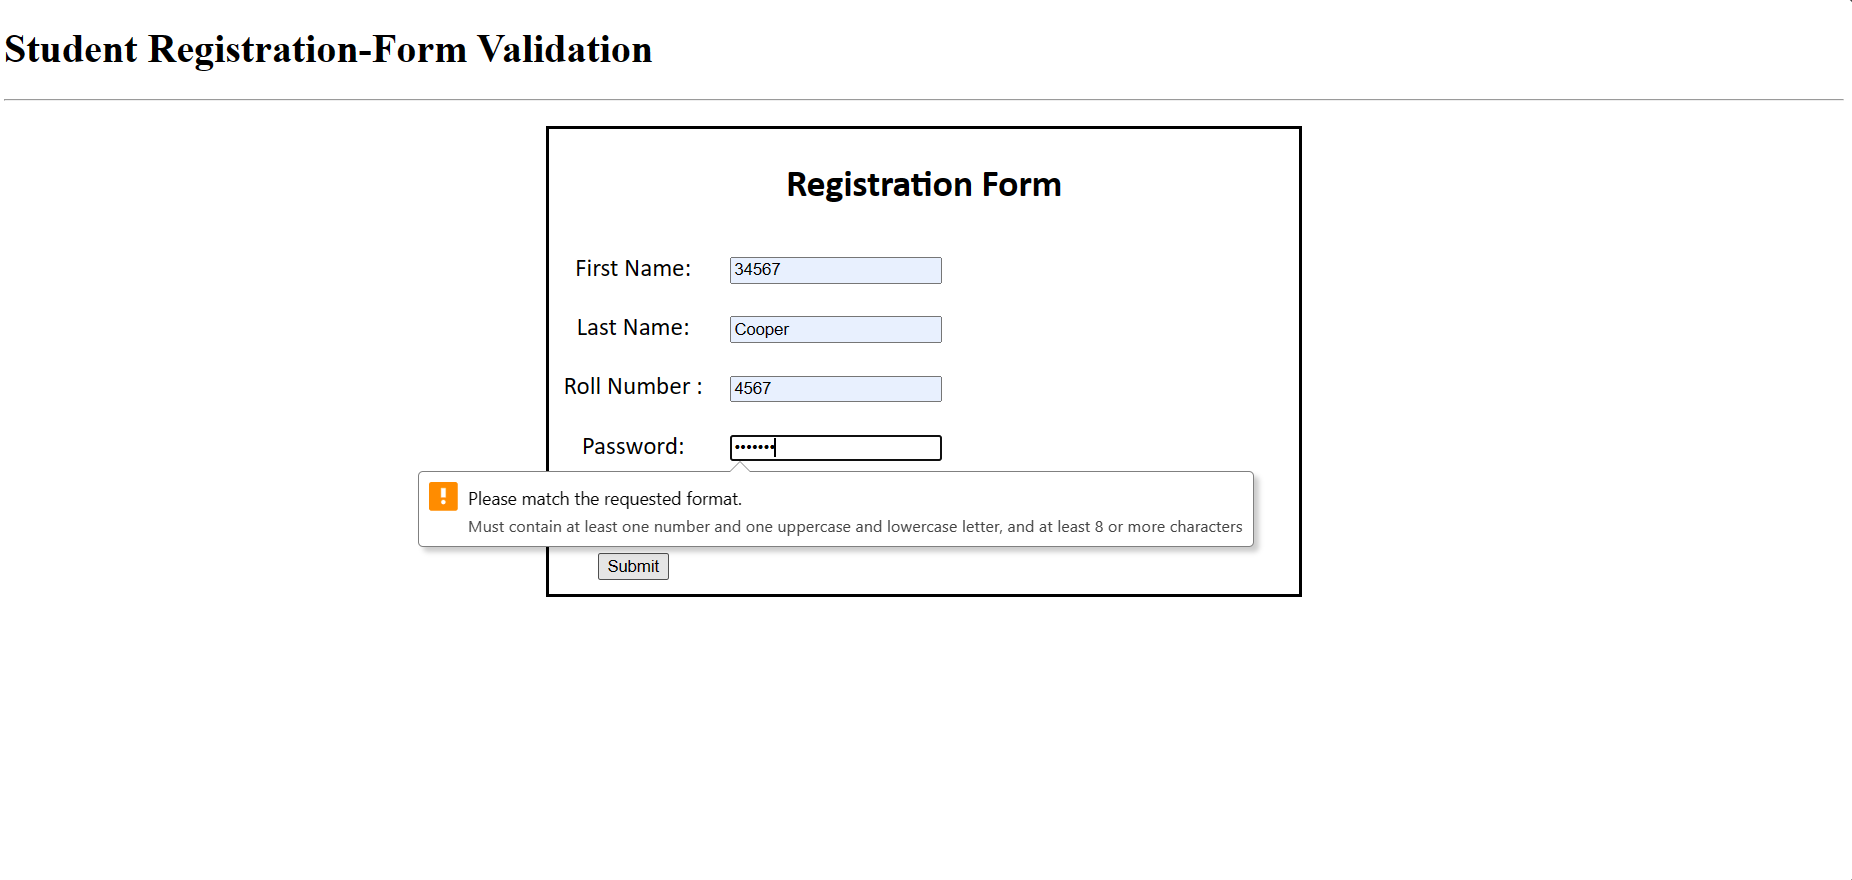 Student Registration-Form Validation
Registration Form
First Name: 34567
Last Name: Cooper
Roll Number : 4567
Password: •••••••
Please match the requested format.
Must contain at least one number and one uppercase and lowercase letter, and at least 8 or more characters
Submit